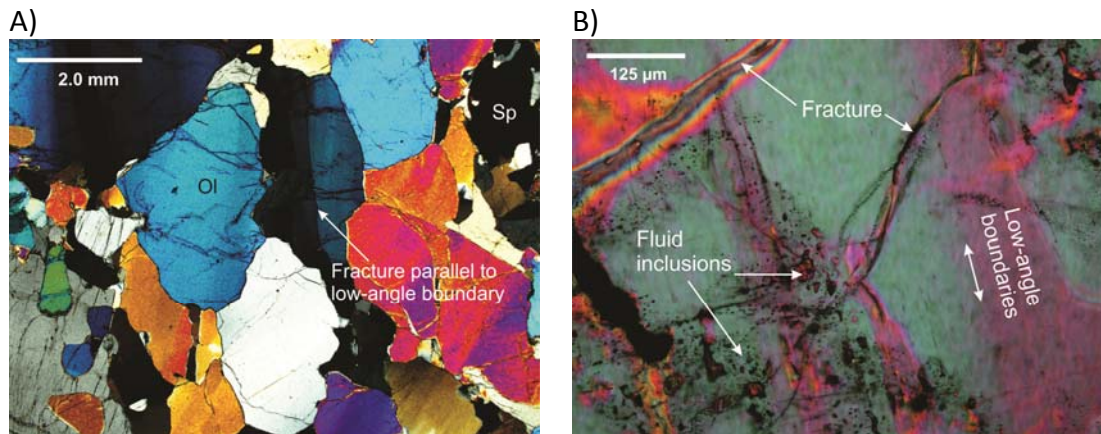 A)
2.0 mm
Sp
Ol
Fracture parallel to
low-angle boundary
B)
125 µm
Fracture
Fluid
inclusions
Low-angle
boundaries